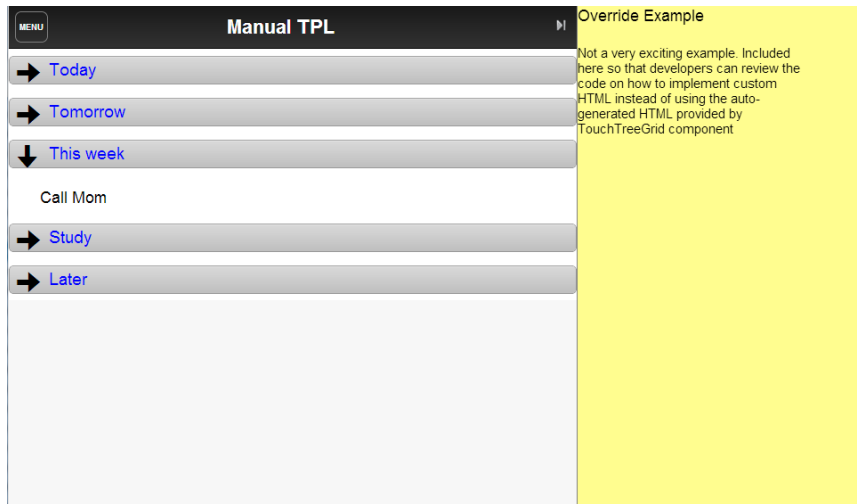 MENU
Manual TPL
Today
Tomorrow
This week
Call Mom
Study
Later
Override Example
Not a very exciting example. Included
here so that developers can review the
code on how to implement custom
HTML instead of using the auto-
generated HTML provided by
TouchTreeGrid component